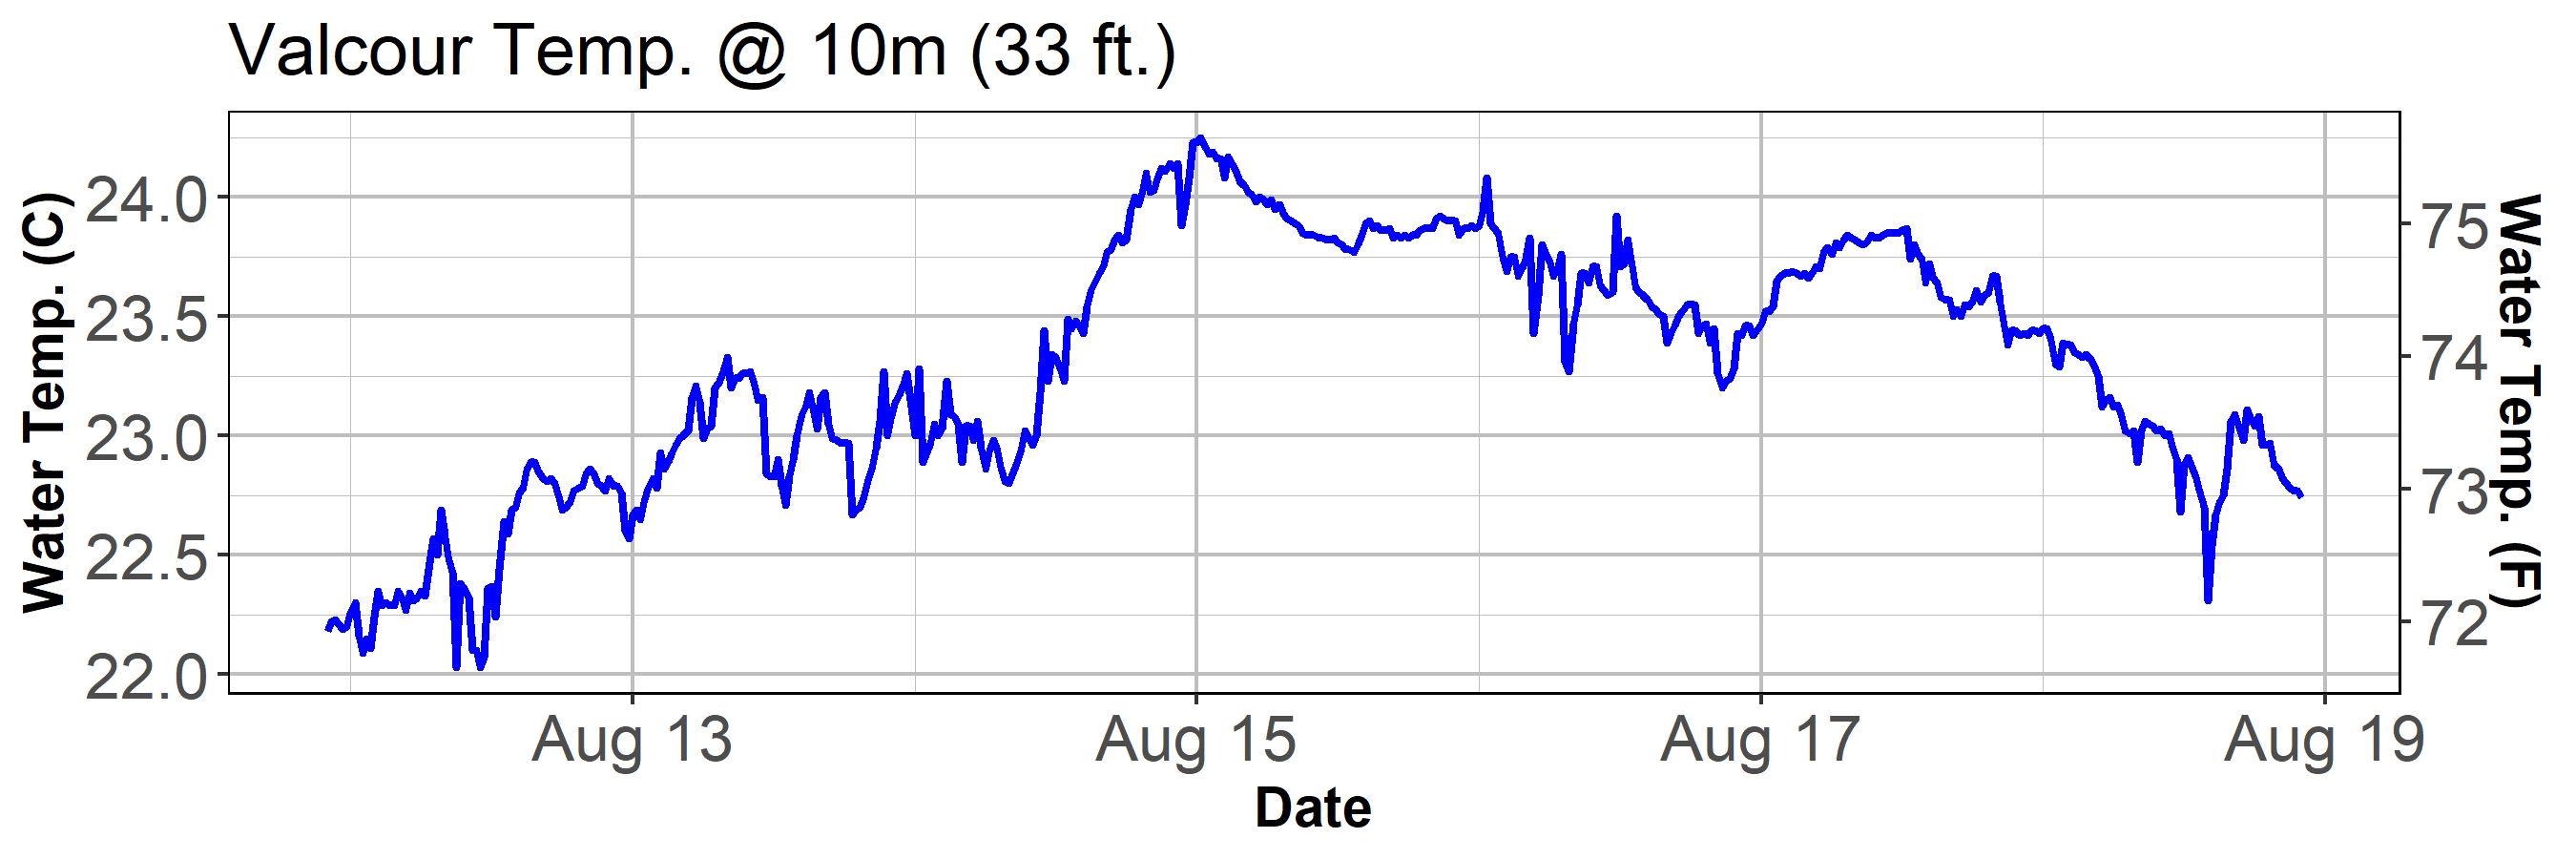 Valcour Temp. @ 10m (33 ft.)
Water Temp. (C)
24.0
23.5
23.0
22.5
22.0
75
74
73
72
Water Temp. (F)
Aug 13
Aug 15
Aug 17
Aug 19
Date